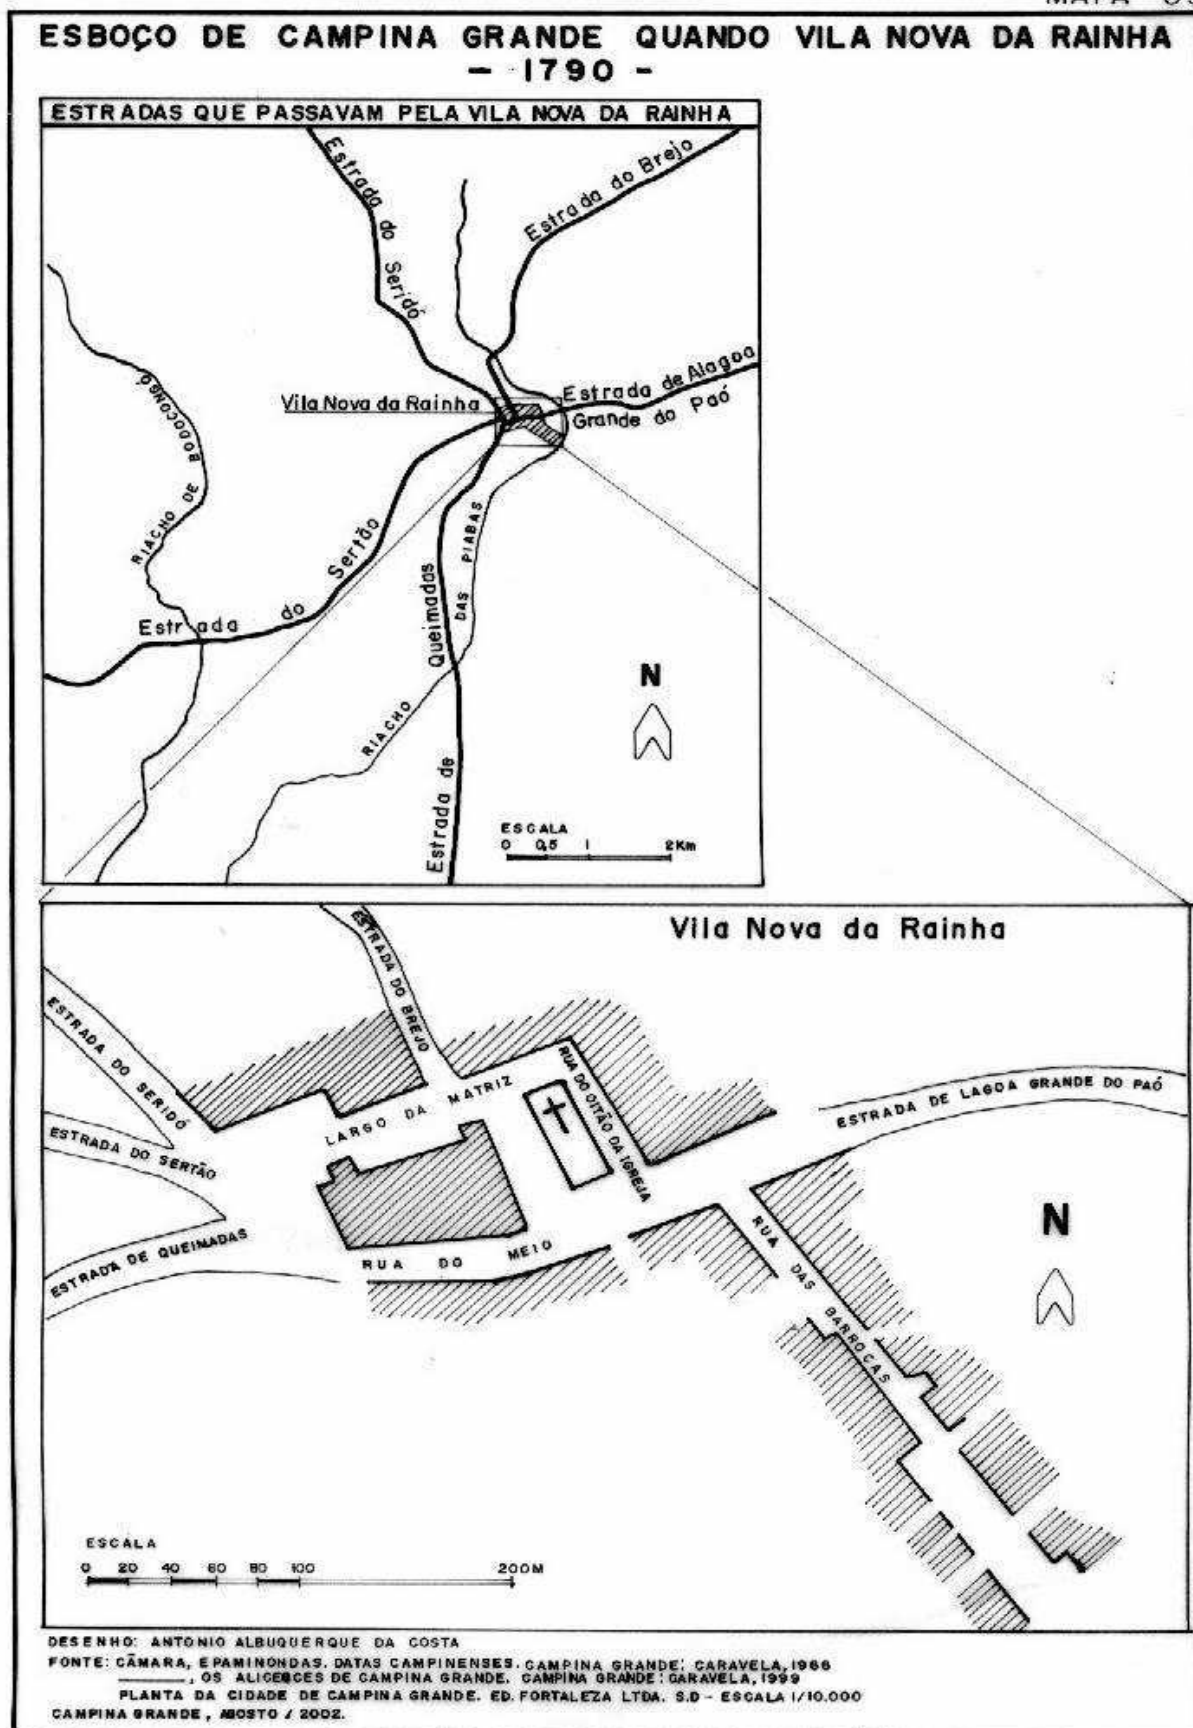 MAPA
ESBOÇO DE CAMPINA GRANDE QUANDO VILA NOVA DA RAINHA
- 1790 -
ESTRADAS QUE PASSAVAM PELA VILA NOVA DA RAINHA
Estrada do Seridó
Estrada do Brejo
RIACHO DE BODOCONGÓ
Vila Nova da Rainha
Estrada de Alagoa
Grande do Paó
Estrada do Sertão
RIACHO DAS PIABAS
Estrada de Queimadas
N
ESCALA
0 0,5 1 2Km
Vila Nova da Rainha
ESTRADA DO BREJO
ESTRADA DO SERIDÓ
ESTRADA DO SERTÃO
ESTRADA DE QUEIMADAS
LARGO DA MATRIZ
RUA DO OITÃO DA IGREJA
ESTRADA DE LAGOA GRANDE DO PAÓ
RUA DO MEIO
RUA DAS BARROCAS
N
ESCALA
0 20 40 60 80 100 200M
DESENHO: ANTONIO ALBUQUERQUE DA COSTA
FONTE: CÂMARA, EPAMINONDAS. DATAS CAMPINENSES. CAMPINA GRANDE: CARAVELA, 1986
______, OS ALICERCES DE CAMPINA GRANDE. CAMPINA GRANDE: CARAVELA, 1999
PLANTA DA CIDADE DE CAMPINA GRANDE. ED. FORTALEZA LTDA. S.D - ESCALA 1/10.000
CAMPINA GRANDE, AGOSTO / 2002.